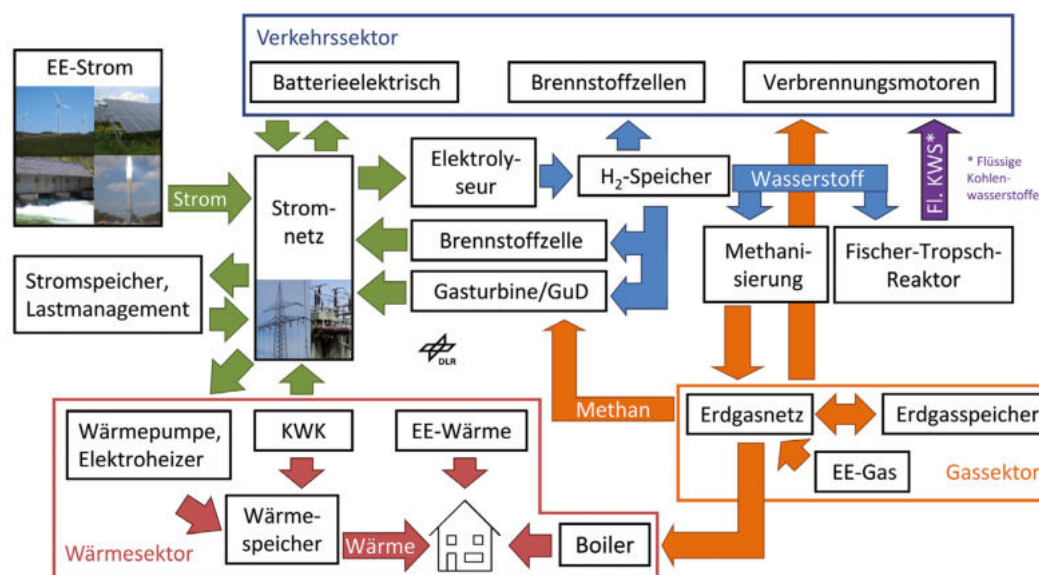 Verkehrssektor
EE-Strom
Batterieelektrisch
Brennstoffzellen
Verbrennungsmotoren
Strom
Strom-
netz
Elektroly-
seur
H₂-Speicher
Wasserstoff
Fl. KWS*
* Flüssige
Kohlen-
wasserstoffe
Brennstoffzelle
Gasturbine/GuD
Methani-
sierung
Fischer-Tropsch-
Reaktor
Stromspeicher,
Lastmanagement
DLR
Methan
Erdgasnetz
Erdgasspeicher
EE-Gas
Gassektor
Wärmepumpe,
Elektroheizer
KWK
EE-Wärme
Wärme-
speicher
Wärme
Boiler
Wärmesektor